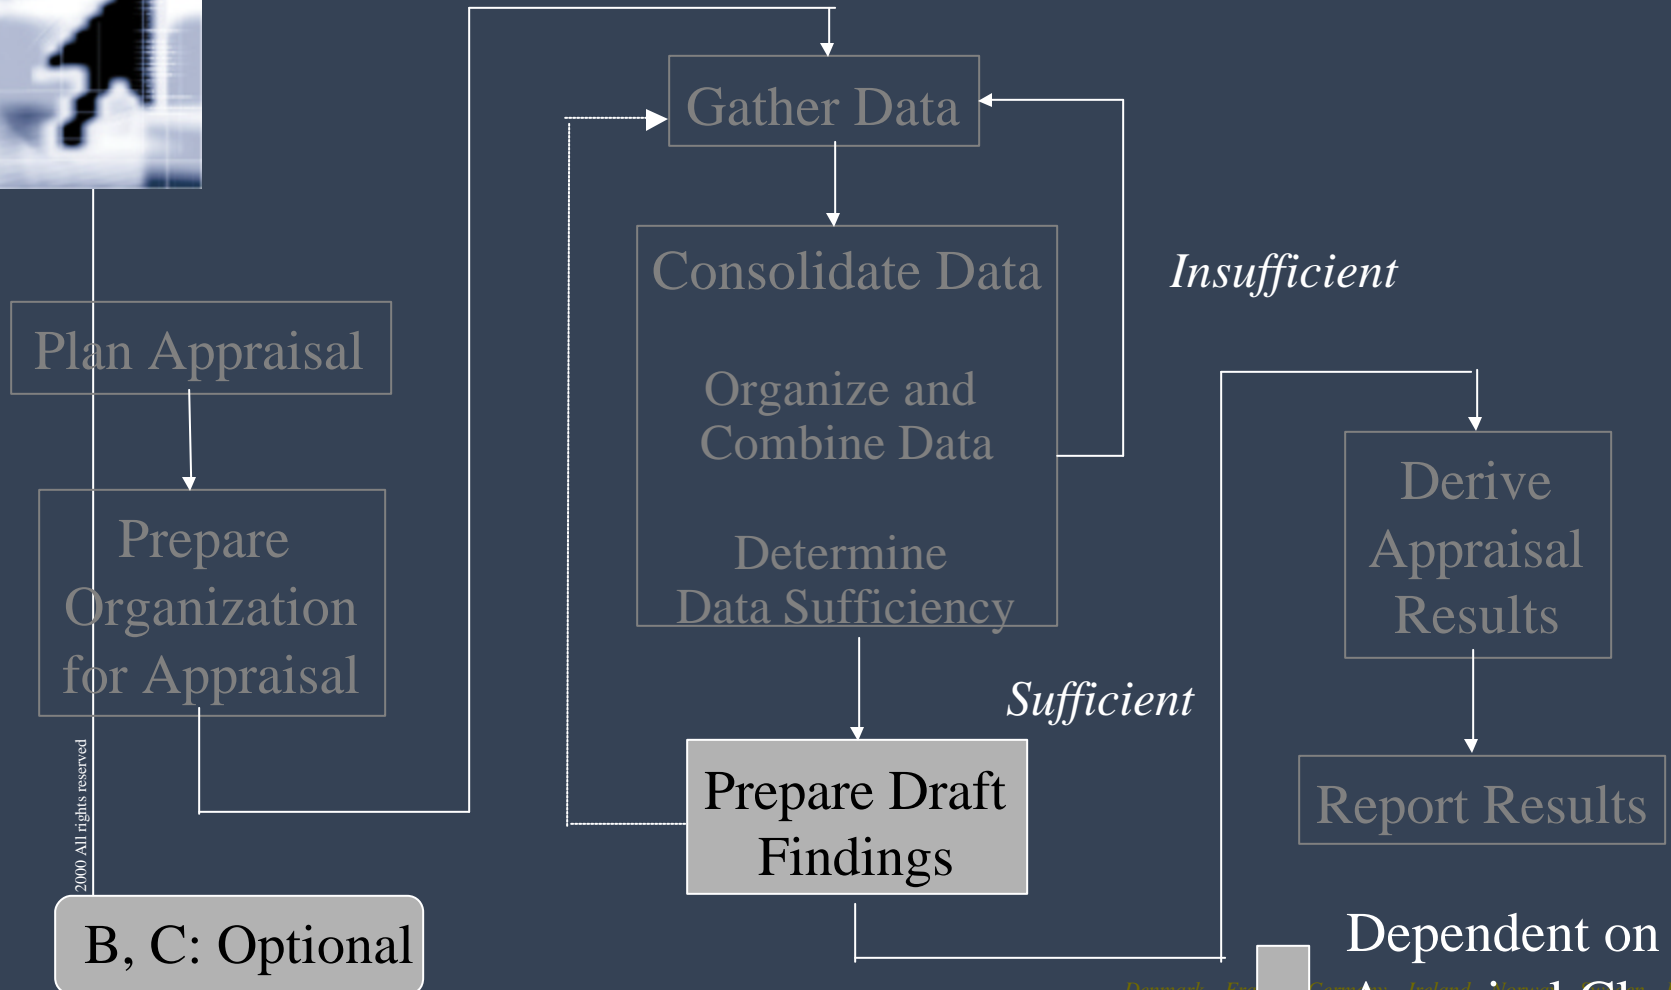 Gather Data
Consolidate Data
Insufficient
Plan Appraisal
Organize and
Combine Data
Derive
Appraisal
Results
Prepare
Organization
for Appraisal
Determine
Data Sufficiency
Sufficient
Prepare Draft
Findings
Report Results
2000 All rights reserved
B, C: Optional
Dependent on